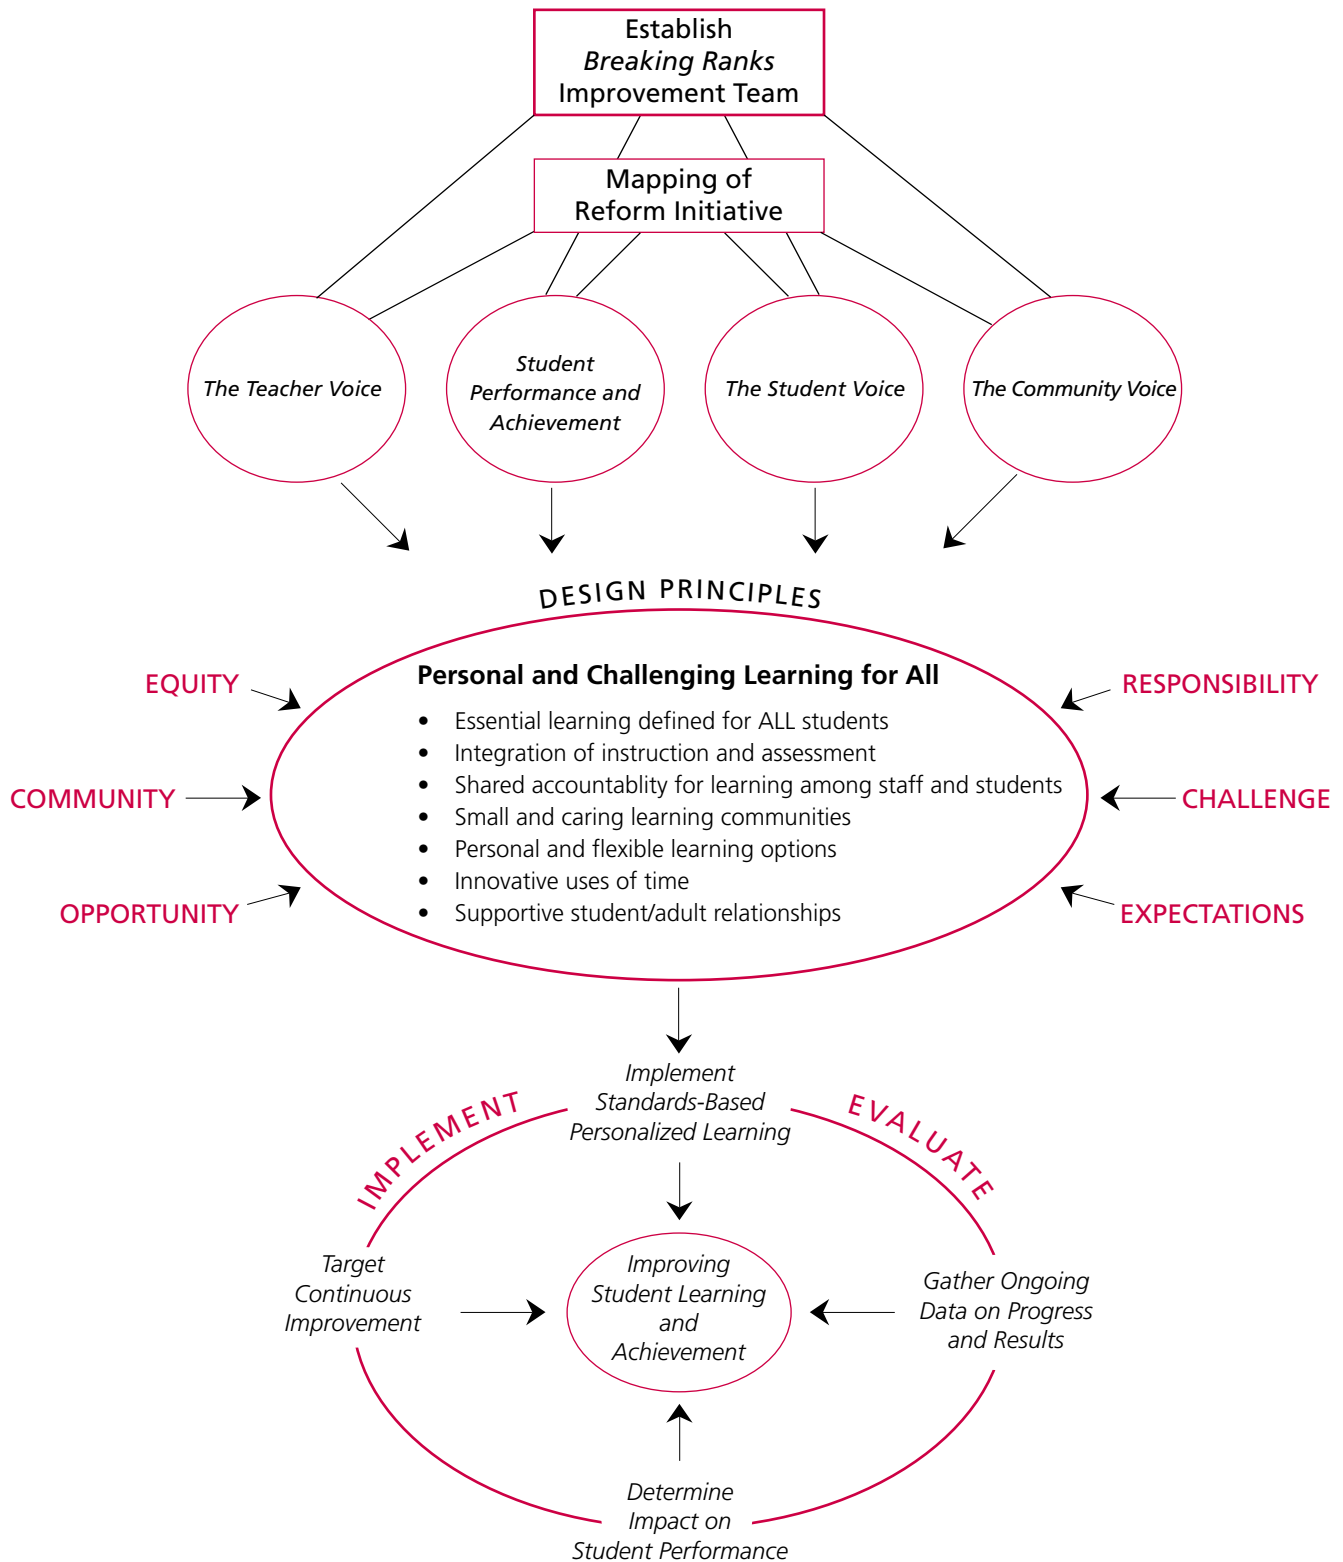 Establish
Breaking Ranks
Improvement Team
Mapping of
Reform Initiative
The Teacher Voice
Student
Performance and
Achievement
The Student Voice
The Community Voice
DESIGN PRINCIPLES
EQUITY
COMMUNITY
OPPORTUNITY
Personal and Challenging Learning for All
• Essential learning defined for ALL students
• Integration of instruction and assessment
• Shared accountablity for learning among staff and students
• Small and caring learning communities
• Personal and flexible learning options
• Innovative uses of time
• Supportive student/adult relationships
RESPONSIBILITY
CHALLENGE
EXPECTATIONS
IMPLEMENT
Implement
Standards-Based
Personalized Learning
EVALUATE
Target
Continuous
Improvement
Improving
Student Learning
and
Achievement
Gather Ongoing
Data on Progress
and Results
Determine
Impact on
Student Performance